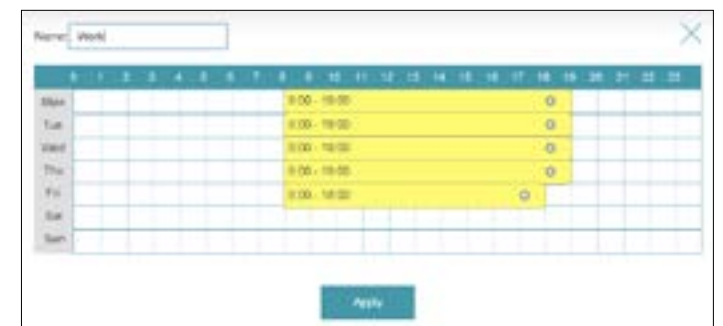 Name: Work
0 1 2 3 4 5 6 7 8 9 10 11 12 13 14 15 16 17 18 19 20 21 22 23
Mon 8:00 - 19:00
Tue 8:00 - 19:00
Wed 8:00 - 19:00
Thu 8:00 - 19:00
Fri 8:00 - 18:00
Sat
Sun
Apply